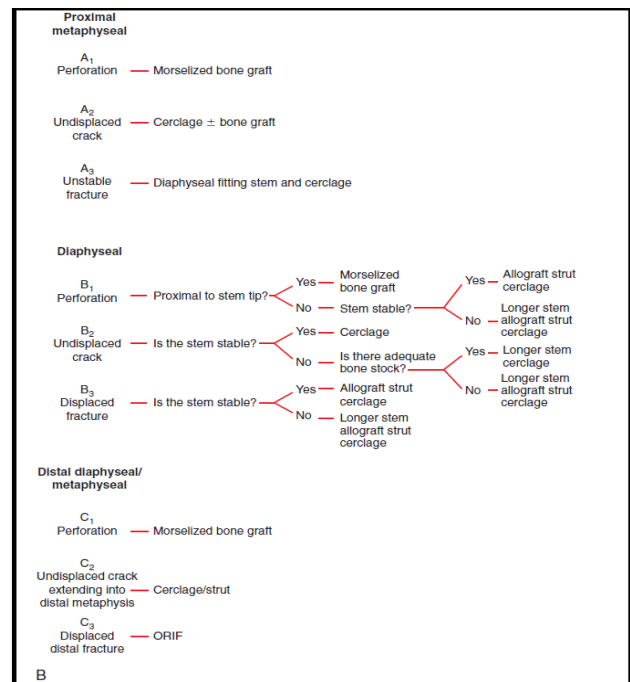 Proximal
metaphyseal
A1
Perforation — Morselized bone graft
A2
Undisplaced — Cerclage ± bone graft
crack
A3
Unstable — Diaphyseal fitting stem and cerclage
fracture
Diaphyseal
B1
Perforation — Proximal to stem tip?
Yes — Morselized
bone graft
No — Stem stable?
Yes — Allograft strut
cerclage
No — Longer stem
allograft strut
cerclage
B2
Undisplaced — Is the stem stable?
crack
Yes — Cerclage
No — Is there adequate
bone stock?
Yes — Longer stem
cerclage
No — Longer stem
allograft strut
cerclage
B3
Displaced — Is the stem stable?
fracture
Yes — Allograft strut
cerclage
No — Longer stem
allograft strut
cerclage
Distal diaphyseal/
metaphyseal
C1
Perforation — Morselized bone graft
C2
Undisplaced crack
extending into — Cerclage/strut
distal metaphysis
C3
Displaced — ORIF
distal fracture
B